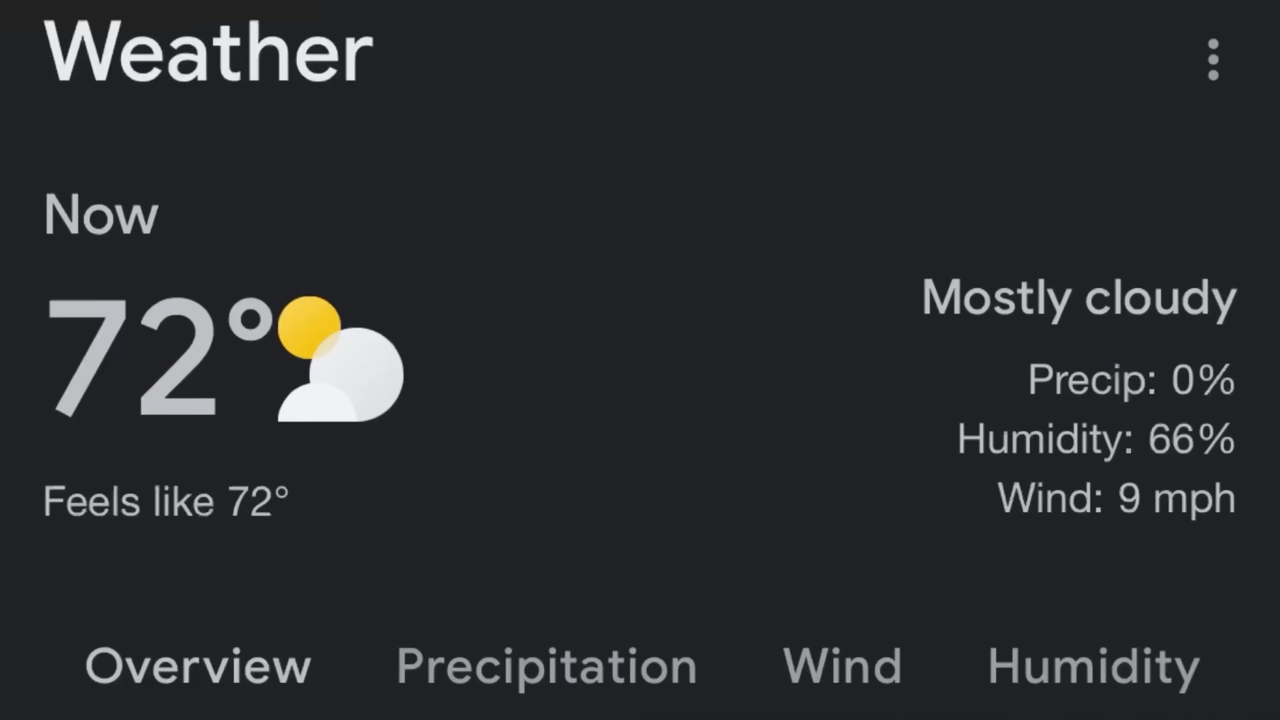 Weather
Now
72°
Mostly cloudy
Precip: 0%
Humidity: 66%
Wind: 9 mph
Feels like 72°
Overview Precipitation Wind Humidity